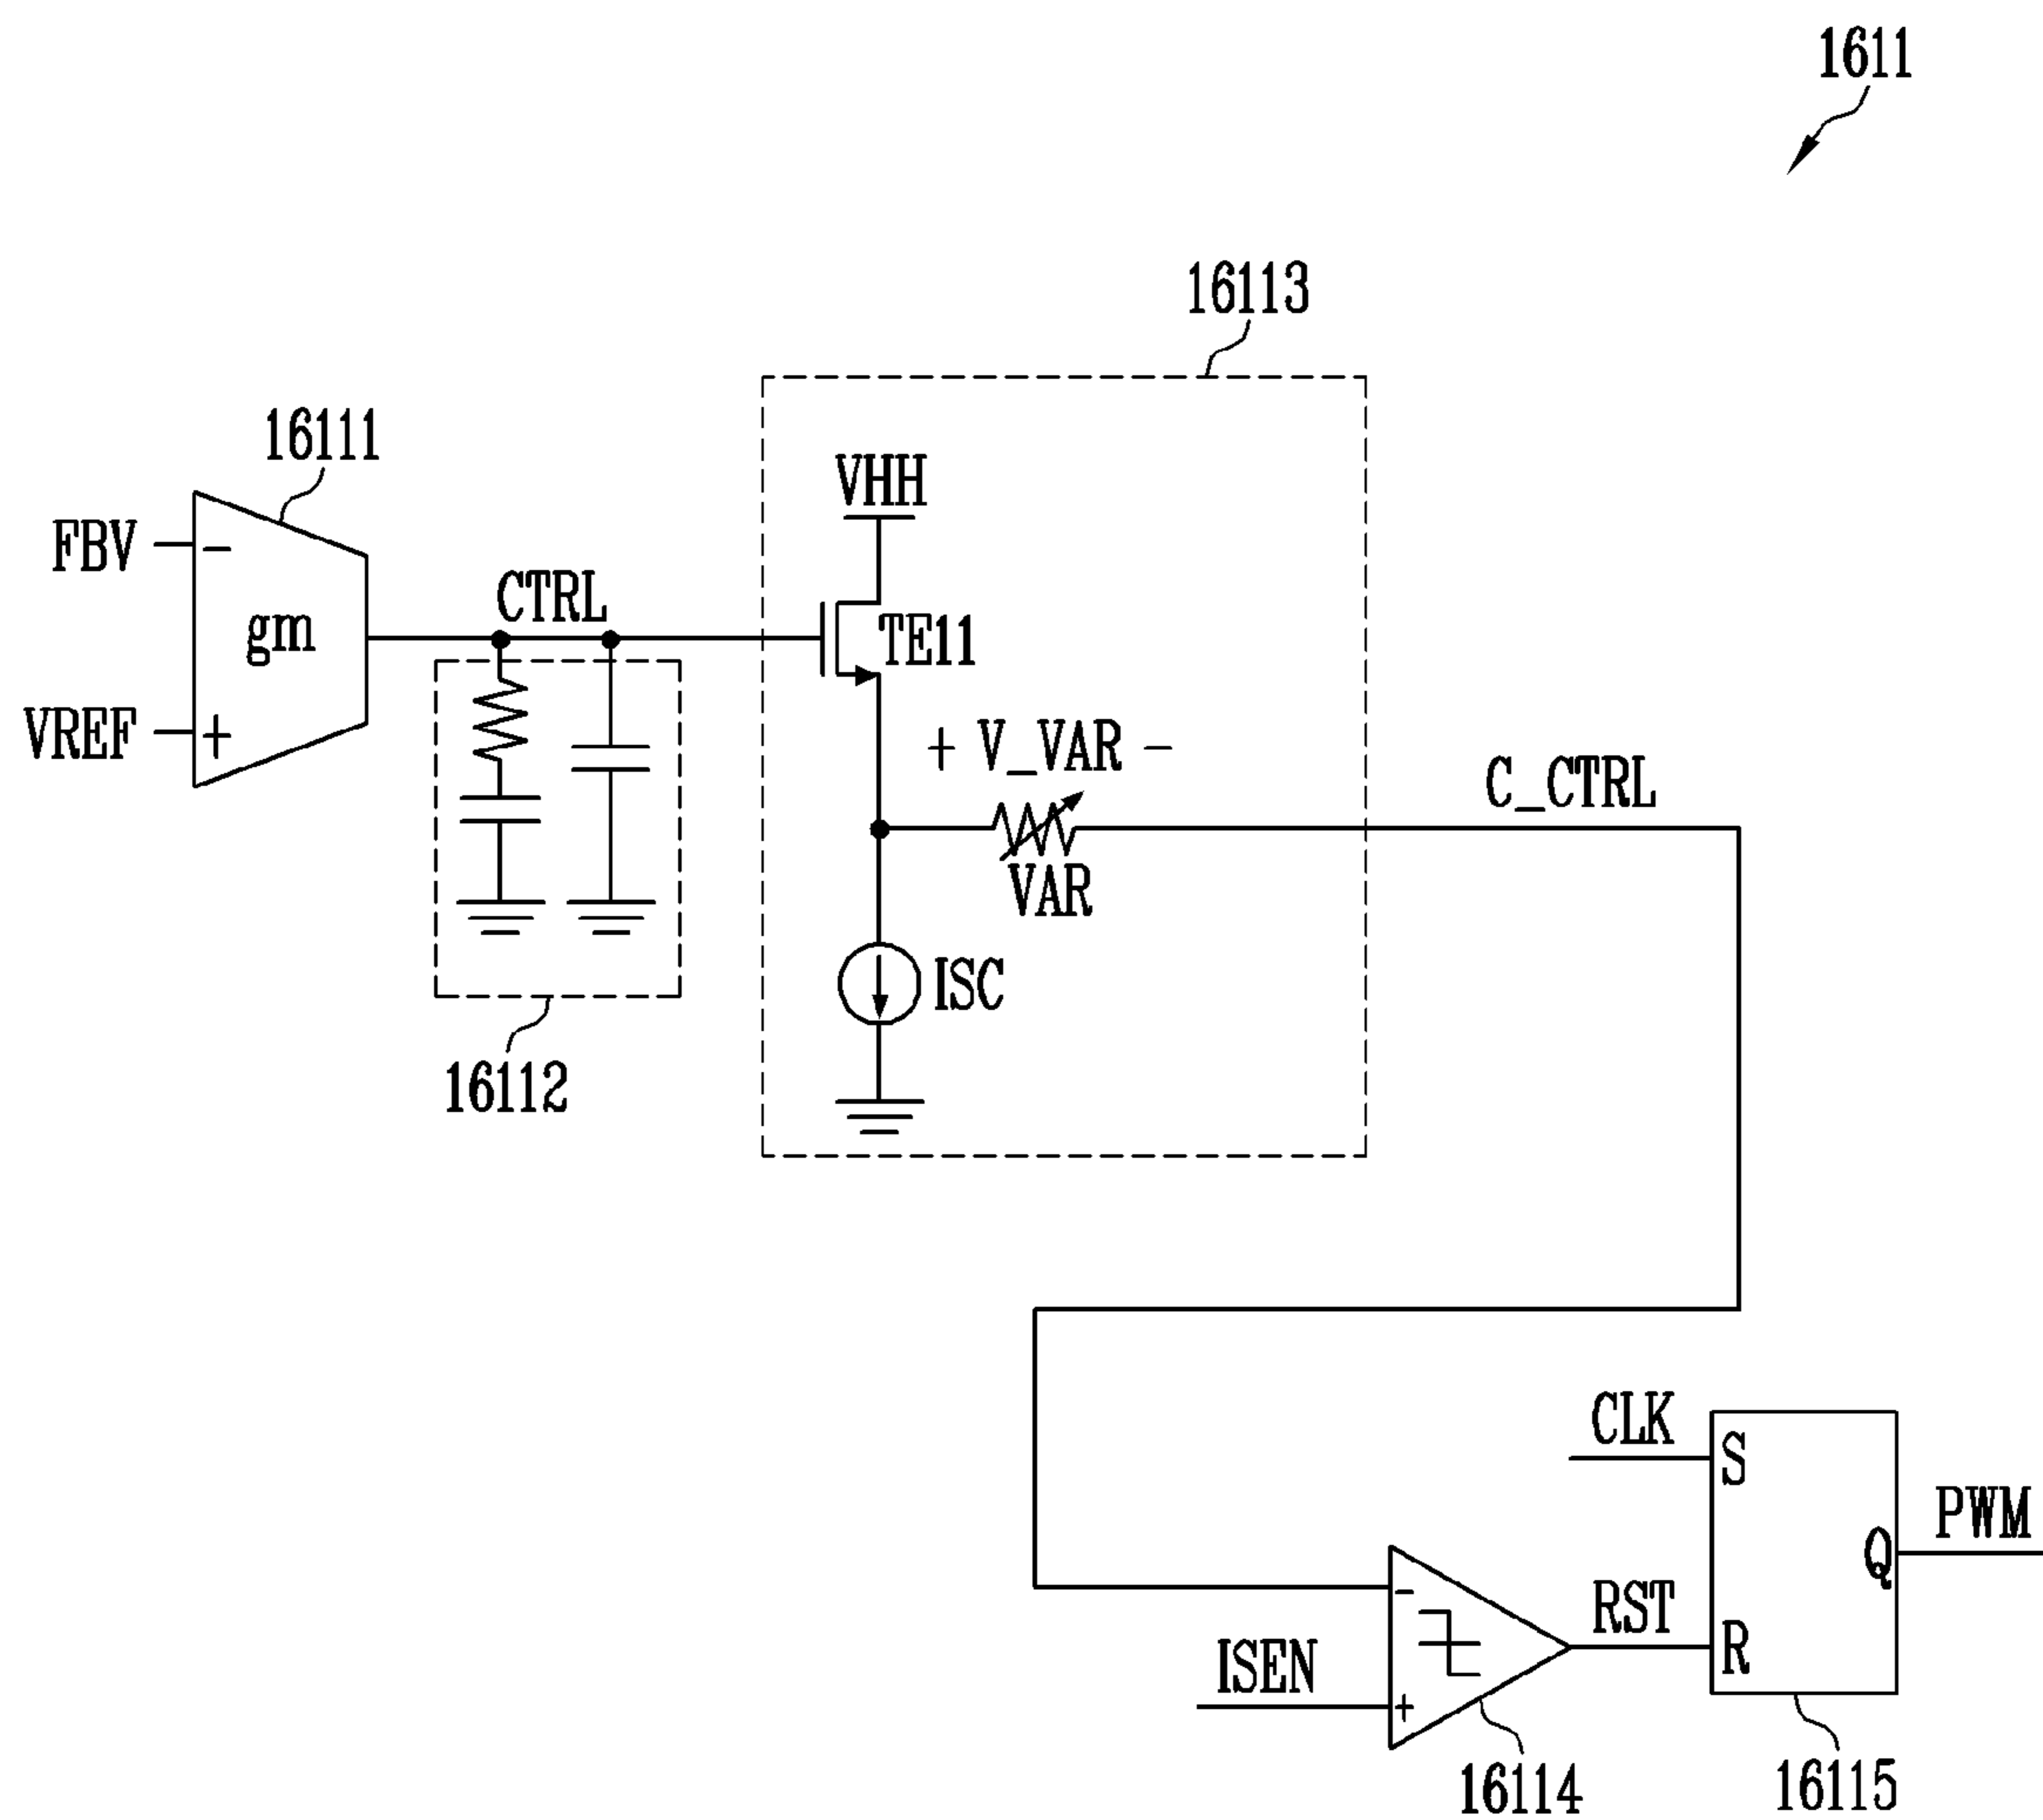 1611
16113
16111
VHH
FBV
-
gm
CTRL
TE11
VREF
+
+ V_VAR -
C_CTRL
VAR
ISC
16112
CLK
S
PWM
Q
-
RST
R
ISEN
+
16114
16115